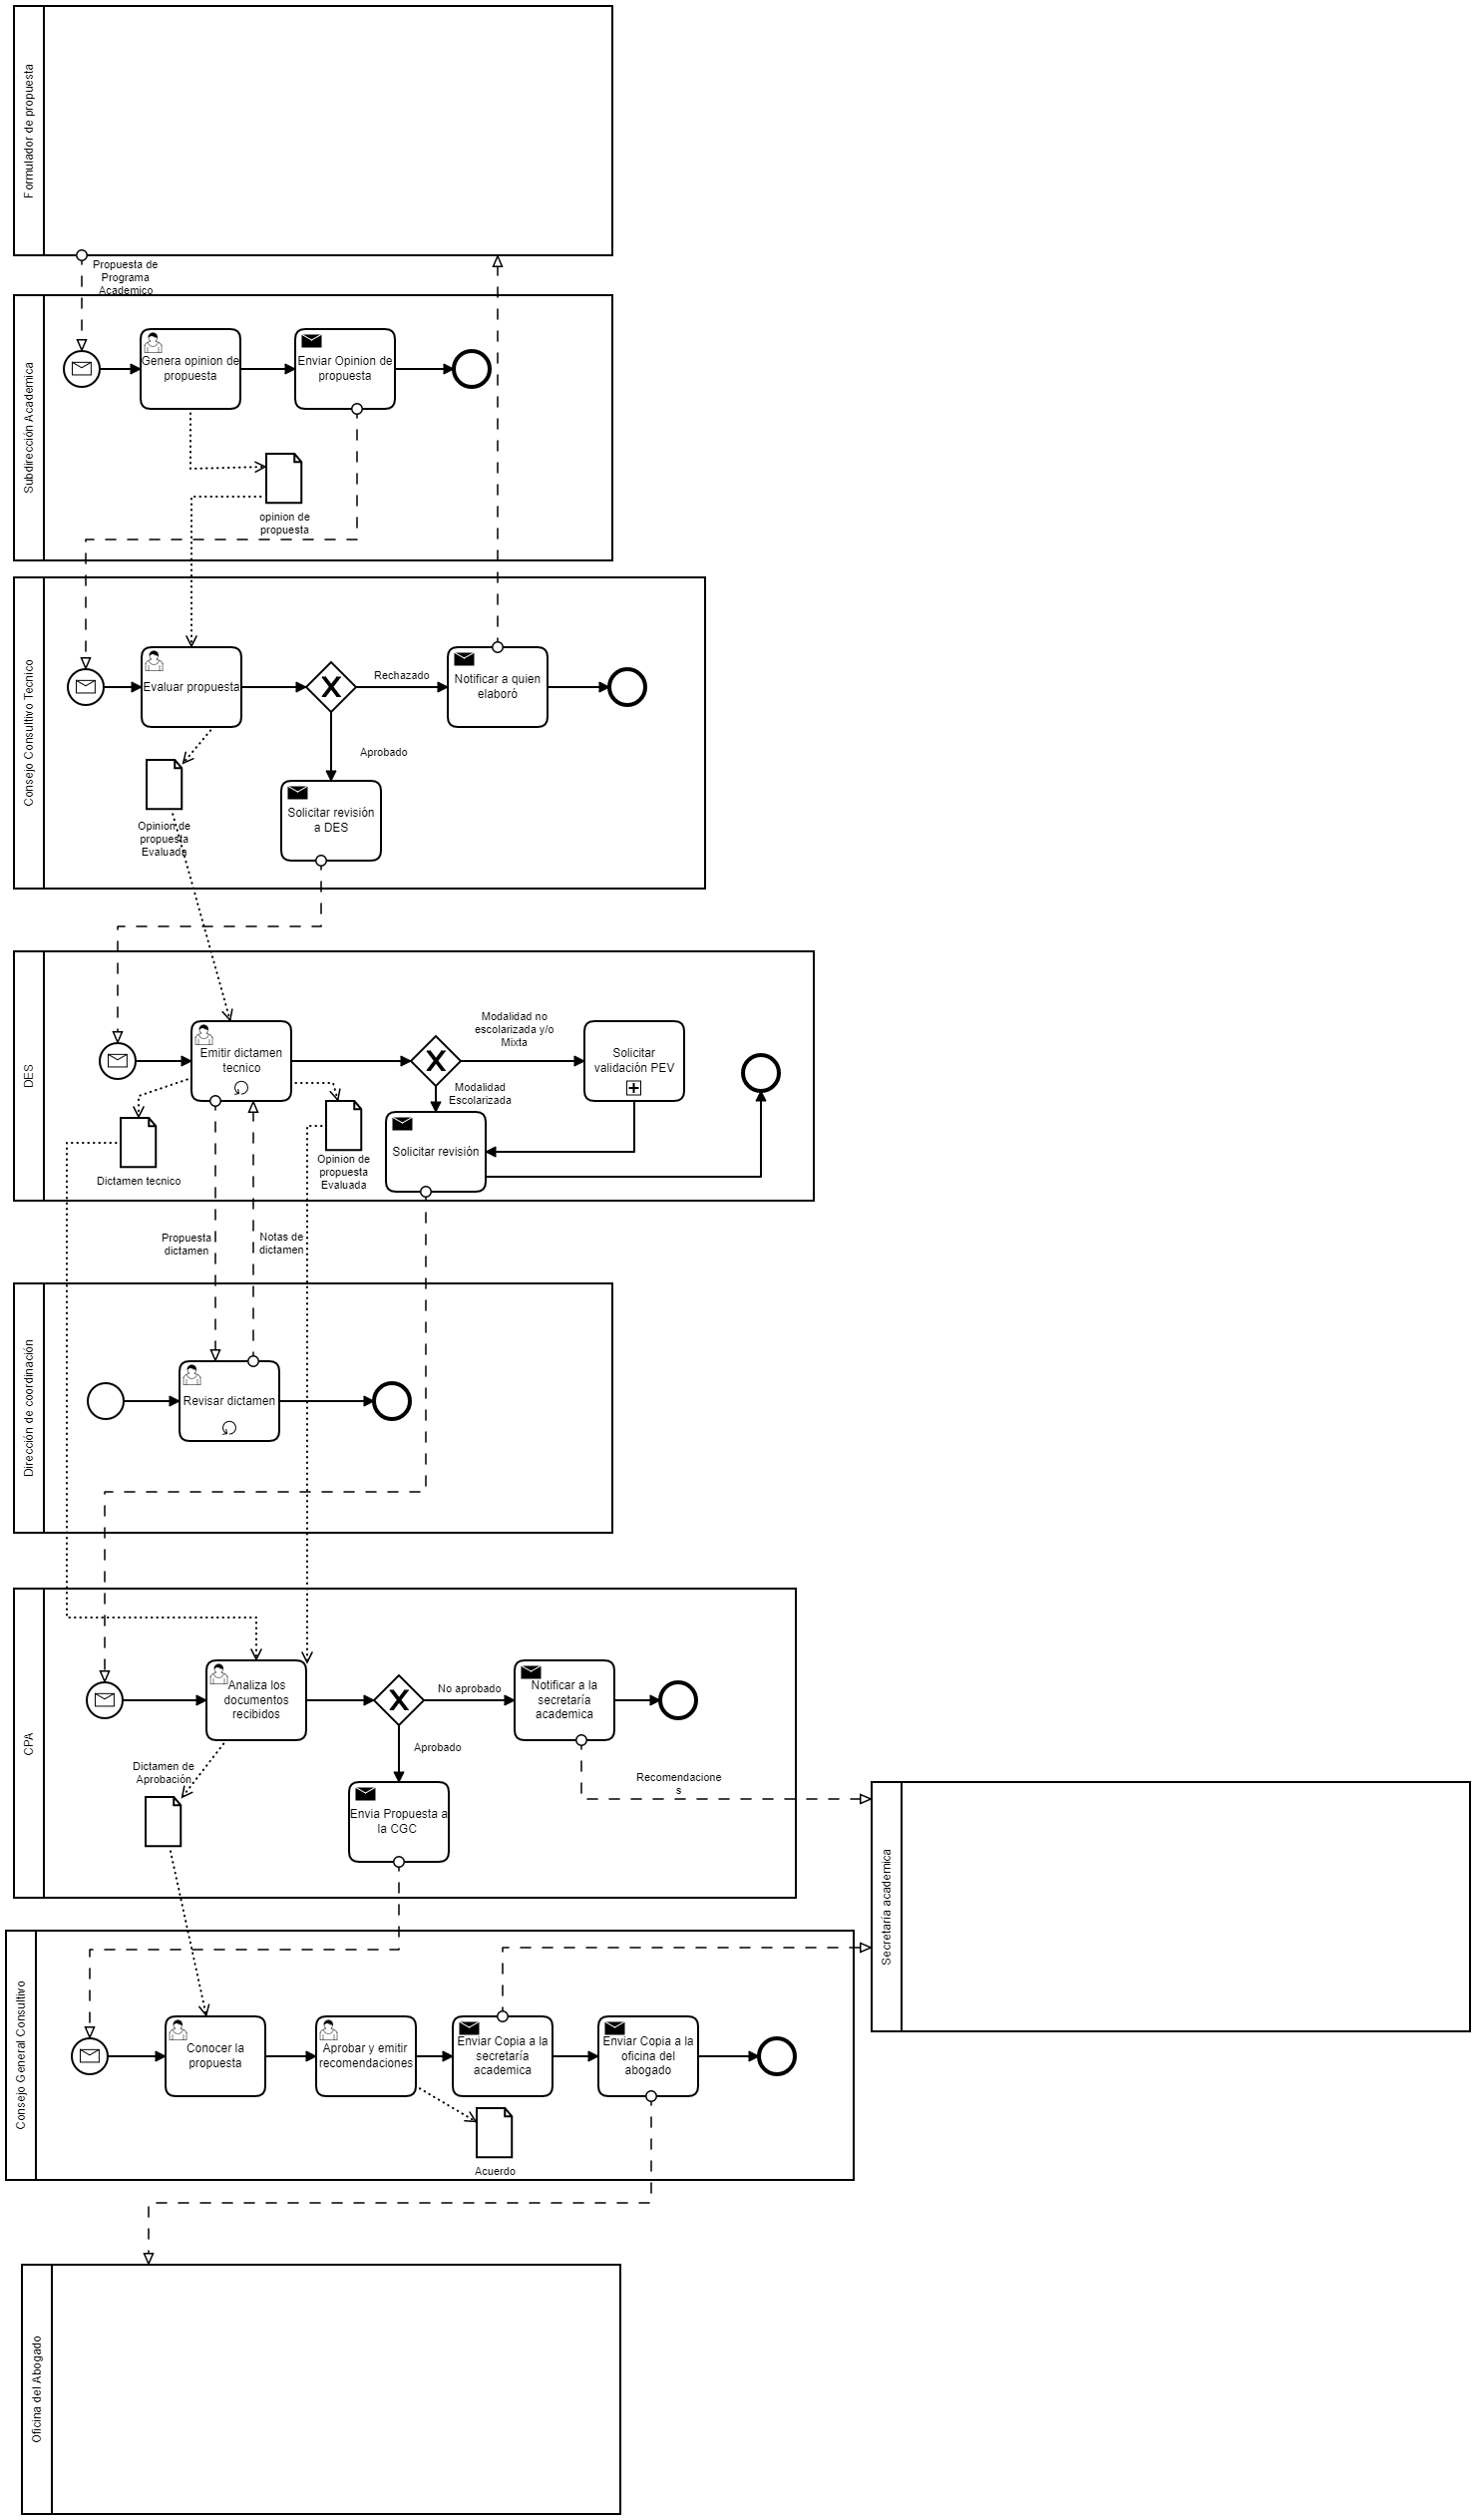 Formulador de propuesta
Propuesta de
Programa
Academico
Subdirección Academica
Genera opinion de
propuesta
Enviar Opinion de
propuesta
opinion de
propuesta
Consejo Consultivo Tecnico
Evaluar propuesta
Rechazado
Notificar a quien
elaboró
Aprobado
Solicitar revisión
a DES
Opinion de
propuesta
Evaluada
DES
Emitir dictamen
tecnico
Modalidad no
escolarizada y/o
Mixta
Solicitar
validación PEV
Modalidad
Escolarizada
Solicitar revisión
Dictamen tecnico
Opinion de
propuesta
Evaluada
Propuesta
dictamen
Notas de
dictamen
Dirección de coordinación
Revisar dictamen
CPA
Analiza los
documentos
recibidos
No aprobado
Notificar a la
secretaría
academica
Aprobado
Dictamen de
Aprobación
Envia Propuesta a
la CGC
Recomendacione
s
Secretaría academica
Consejo General Consultivo
Conocer la
propuesta
Aprobar y emitir
recomendaciones
Enviar Copia a la
secretaría
academica
Enviar Copia a la
oficina del
abogado
Acuerdo
Oficina del Abogado